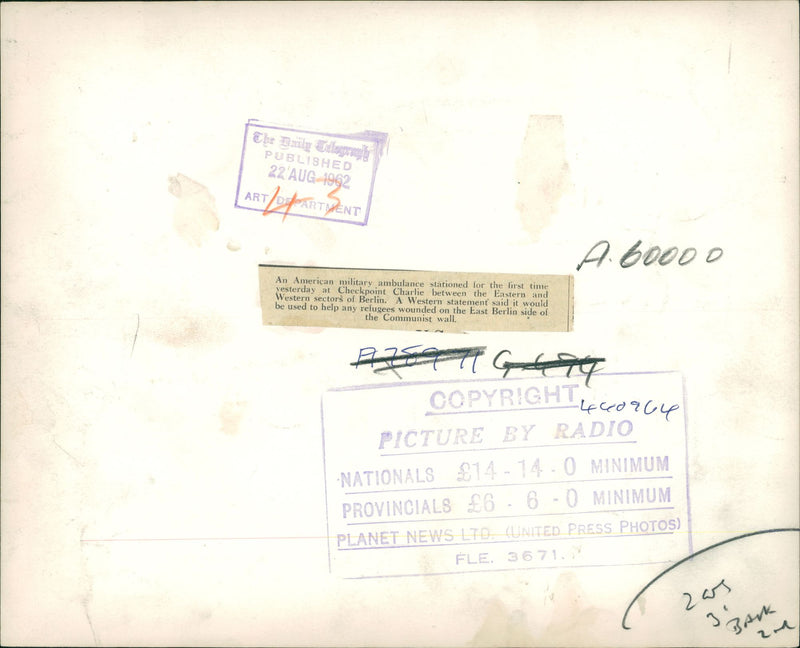 The Daily Telegraph
PUBLISHED
22 AUG 1962
ART DEPARTMENT
4 3
A.60000
An American military ambulance stationed for the first time
yesterday at Checkpoint Charlie between the Eastern and
Western sectors of Berlin. A Western statement said it would
be used to help any refugees wounded on the East Berlin side of
the Communist wall.
COPYRIGHT
440964
PICTURE BY RADIO
NATIONALS £14-14-0 MINIMUM
PROVINCIALS £6-6-0 MINIMUM
PLANET NEWS LTD. (UNITED PRESS PHOTOS)
FLE. 3671.
3'
BANK